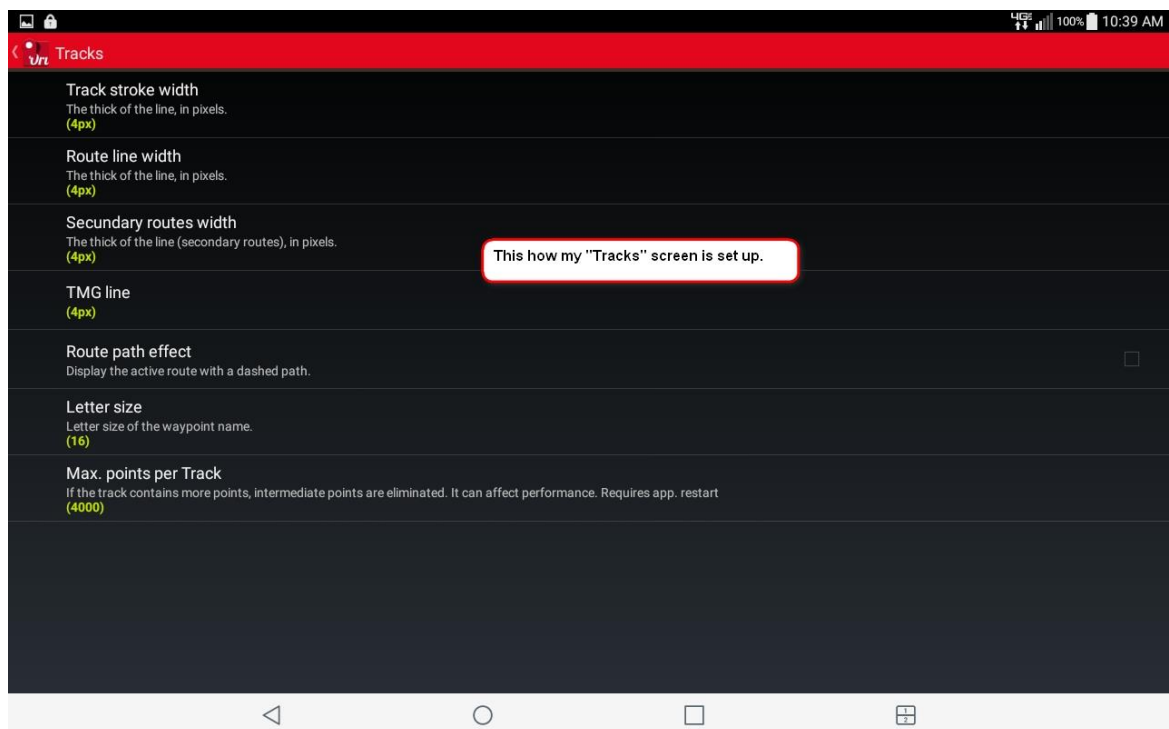 4G 100% 10:39 AM
Tracks
Track stroke width
The thick of the line, in pixels.
(4px)
Route line width
The thick of the line, in pixels.
(4px)
Secundary routes width
The thick of the line (secondary routes), in pixels.
(4px)
This how my "Tracks" screen is set up.
TMG line
(4px)
Route path effect
Display the active route with a dashed path.
Letter size
Letter size of the waypoint name.
(16)
Max. points per Track
If the track contains more points, intermediate points are eliminated. It can affect performance. Requires app. restart
(4000)
1
2